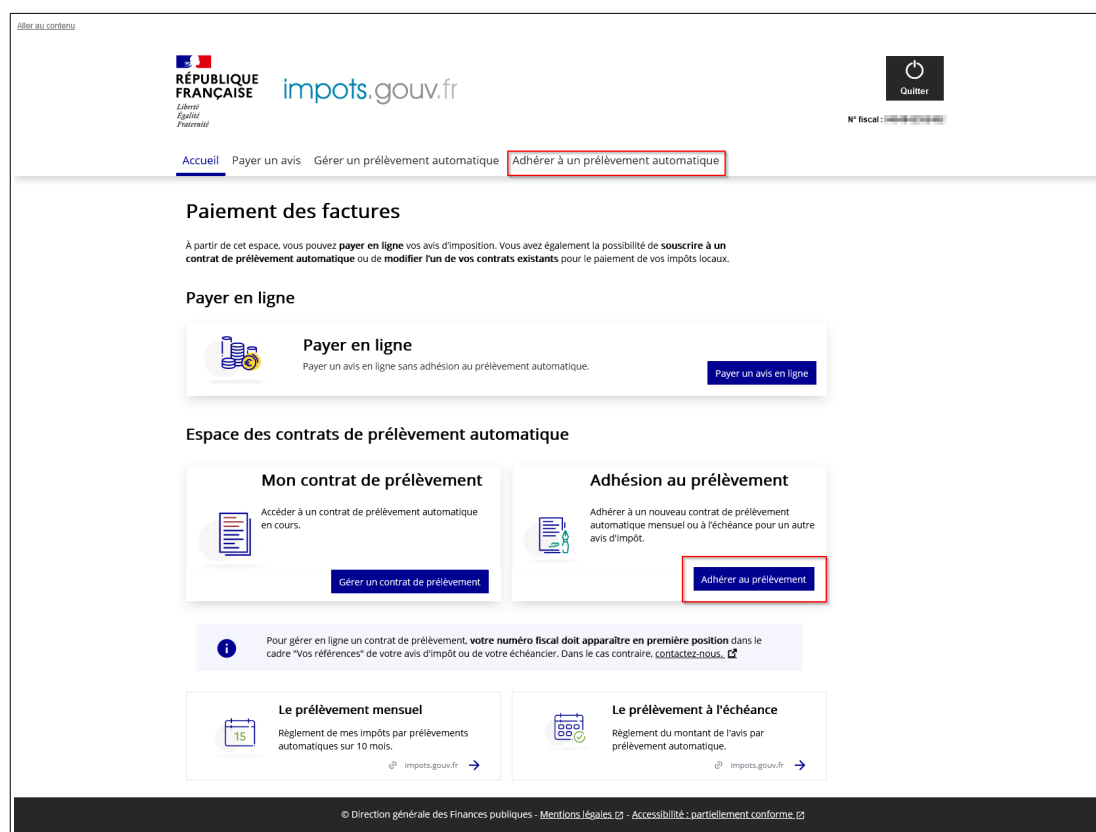 Aller au contenu
RÉPUBLIQUE
FRANÇAISE
Liberté
Égalité
Fraternité
impots.gouv.fr
Quitter
N° fiscal :
Accueil Payer un avis Gérer un prélèvement automatique Adhérer à un prélèvement automatique
Paiement des factures
À partir de cet espace, vous pouvez payer en ligne vos avis d'imposition. Vous avez également la possibilité de souscrire à un
contrat de prélèvement automatique ou de modifier l'un de vos contrats existants pour le paiement de vos impôts locaux.
Payer en ligne
Payer en ligne
Payer un avis en ligne sans adhésion au prélèvement automatique.
Payer un avis en ligne
Espace des contrats de prélèvement automatique
Mon contrat de prélèvement
Accéder à un contrat de prélèvement automatique
en cours.
Gérer un contrat de prélèvement
Adhésion au prélèvement
Adhérer à un nouveau contrat de prélèvement
automatique mensuel ou à l'échéance pour un autre
avis d'impôt.
Adhérer au prélèvement
Pour gérer en ligne un contrat de prélèvement, votre numéro fiscal doit apparaître en première position dans le
cadre "Vos références" de votre avis d'impôt ou de votre échéancier. Dans le cas contraire, contactez-nous.
15
Le prélèvement mensuel
Règlement de mes impôts par prélèvements
automatiques sur 10 mois.
impots.gouv.fr
Le prélèvement à l'échéance
Règlement du montant de l'avis par
prélèvement automatique.
impots.gouv.fr
© Direction générale des Finances publiques - Mentions légales - Accessibilité : partiellement conforme